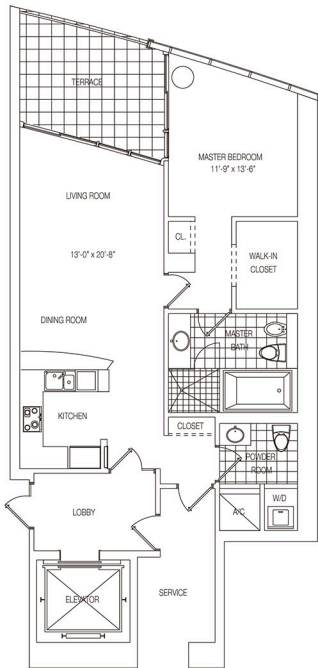 TERRACE
MASTER BEDROOM
11'-9" x 13'-6"
LIVING ROOM
CL.
WALK-IN
CLOSET
13'-0" x 20'-8"
DINING ROOM
MASTER
BATH
KITCHEN
CLOSET
POWDER
ROOM
LOBBY
A/C
W/D
ELEVATOR
SERVICE